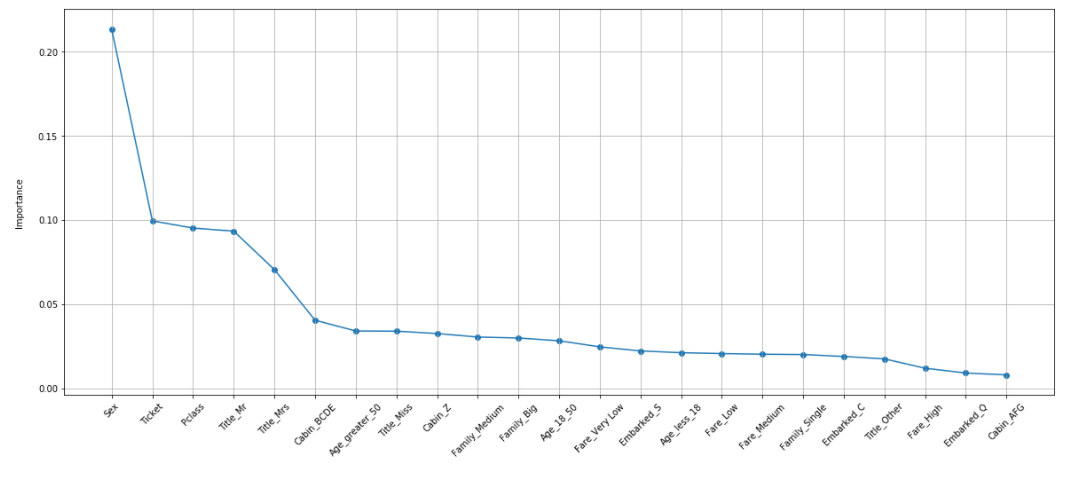 Importance
0.20
0.15
0.10
0.05
0.00
Sex
Ticket
Pclass
Title_Mr
Title_Mrs
Cabin_BCDE
Age_greater_50
Title_Miss
Cabin_Z
Family_Medium
Family_Big
Age_18_50
Fare_Very Low
Embarked_S
Age_less_18
Fare_Low
Fare_Medium
Family_Single
Embarked_C
Title_Other
Fare_High
Embarked_Q
Cabin_AFG